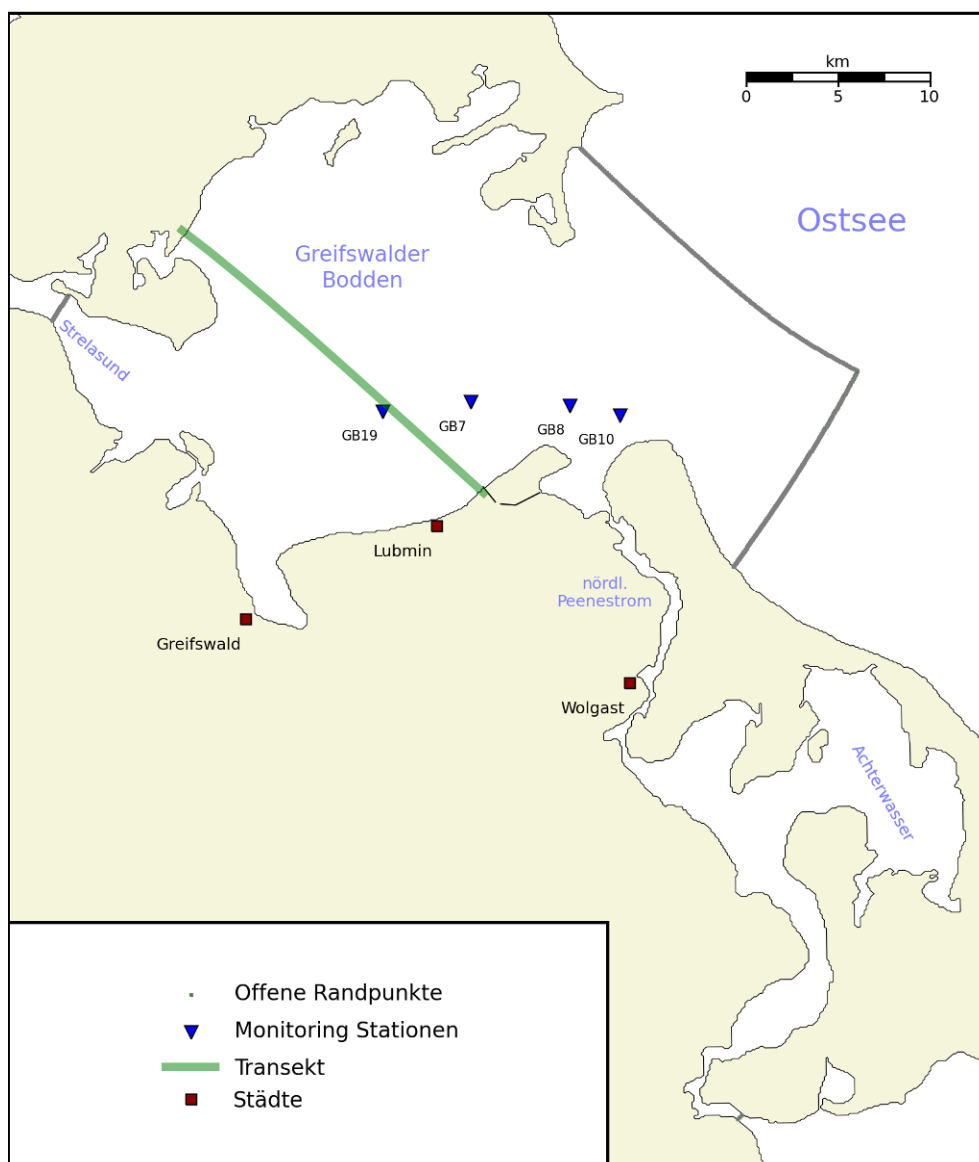 km
0 5 10
Ostsee
Greifswalder
Bodden
Strelasund
GB19
GB7
GB8
GB10
Lubmin
nördl.
Peenestrom
Greifswald
Wolgast
Achterwasser
Offene Randpunkte
Monitoring Stationen
Transekt
Städte